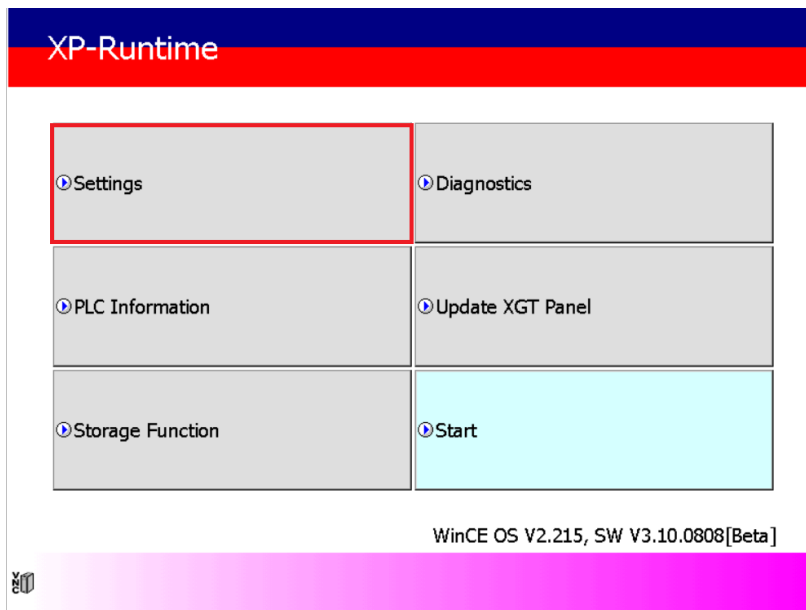 XP-Runtime
Settings
Diagnostics
PLC Information
Update XGT Panel
Storage Function
Start
WinCE OS V2.215, SW V3.10.0808[Beta]
VNC